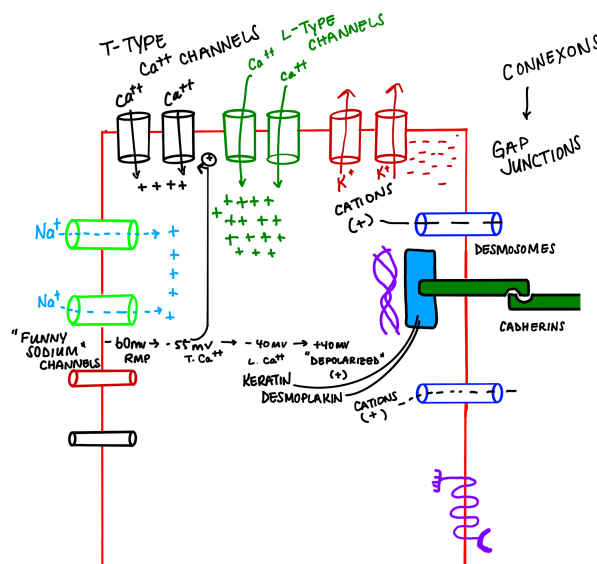 T-TYPE
Ca++ CHANNELS
Ca++
Ca++
Ca++ L-TYPE
CHANNELS
Ca++
K+
K+
CONNEXONS
GAP
JUNCTIONS
+ + + +
+
+ + + +
+ + + + +
+ + + + +
+ + + +
CATIONS
(+)
DESMOSOMES
Na+
+
+
+
+
Na+
+
CADHERINS
"FUNNY
SODIUM"
CHANNELS
-60mv → -55mv → -40mv → +40mv
RMP
T. Ca++
L. Ca++
"DEPOLARIZED"
(+)
KERATIN
DESMOPLAKIN
CATIONS
(+)